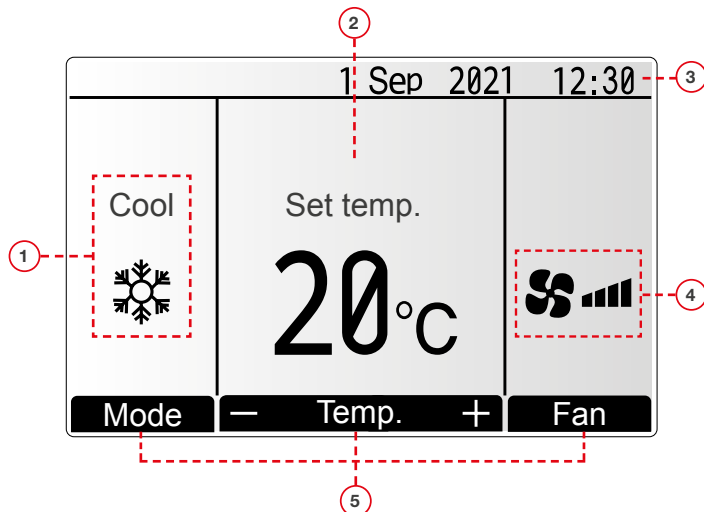 2
1 Sep 2021 12:30
3
Cool
Set temp.
1
20°C
4
Mode
− Temp. +
Fan
5